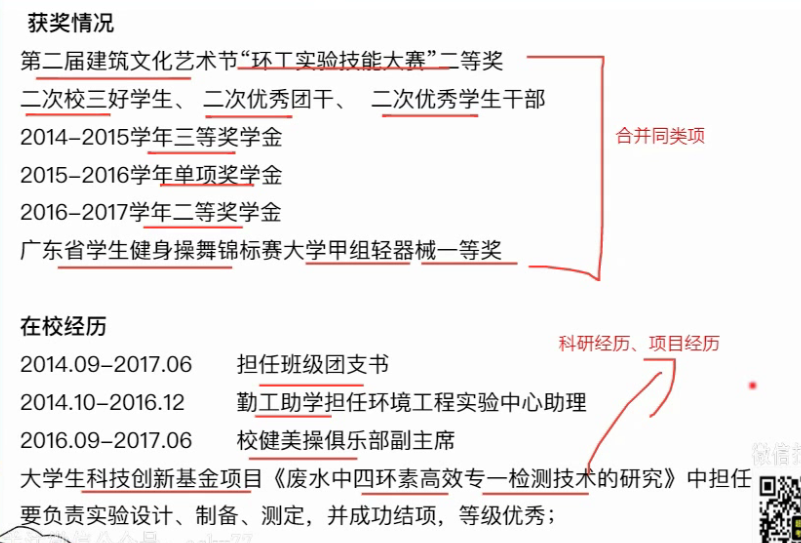 获奖情况
第二届建筑文化艺术节“环工实验技能大赛”二等奖
二次校三好学生、 二次优秀团干、 二次优秀学生干部
2014-2015学年三等奖学金
合并同类项
2015-2016学年单项奖学金
2016-2017学年二等奖学金
广东省学生健身操舞锦标赛大学甲组轻器械一等奖
在校经历
科研经历、项目经历
2014.09-2017.06 担任班级团支书
2014.10-2016.12 勤工助学担任环境工程实验中心助理
2016.09-2017.06 校健美操俱乐部副主席
大学生科技创新基金项目《废水中四环素高效专一检测技术的研究》中担任
要负责实验设计、制备、测定，并成功结项，等级优秀；